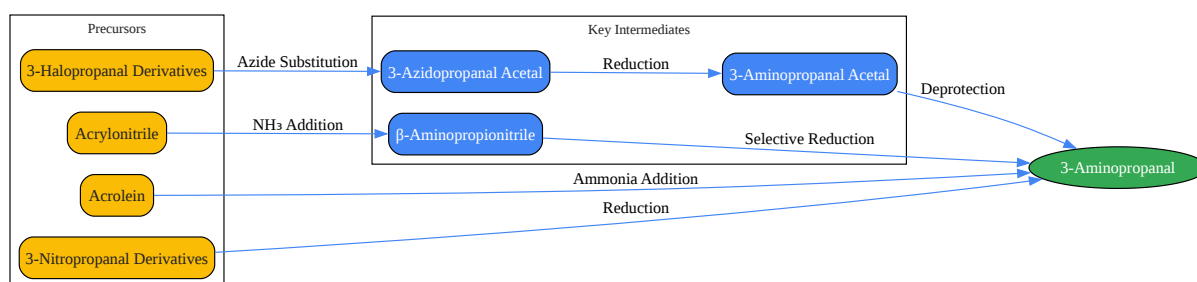 Precursors
Key Intermediates
3-Halopropanal Derivatives
Azide Substitution
3-Azidopropanal Acetal
Reduction
3-Aminopropanal Acetal
Deprotection
Acrylonitrile
NH₃ Addition
β-Aminopropionitrile
Selective Reduction
3-Aminopropanal
Acrolein
Ammonia Addition
Reduction
3-Nitropropanal Derivatives